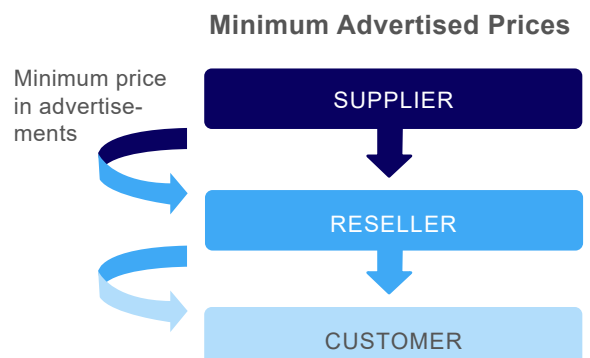 Minimum Advertised Prices
Minimum price
in advertise-
ments
SUPPLIER
RESELLER
CUSTOMER